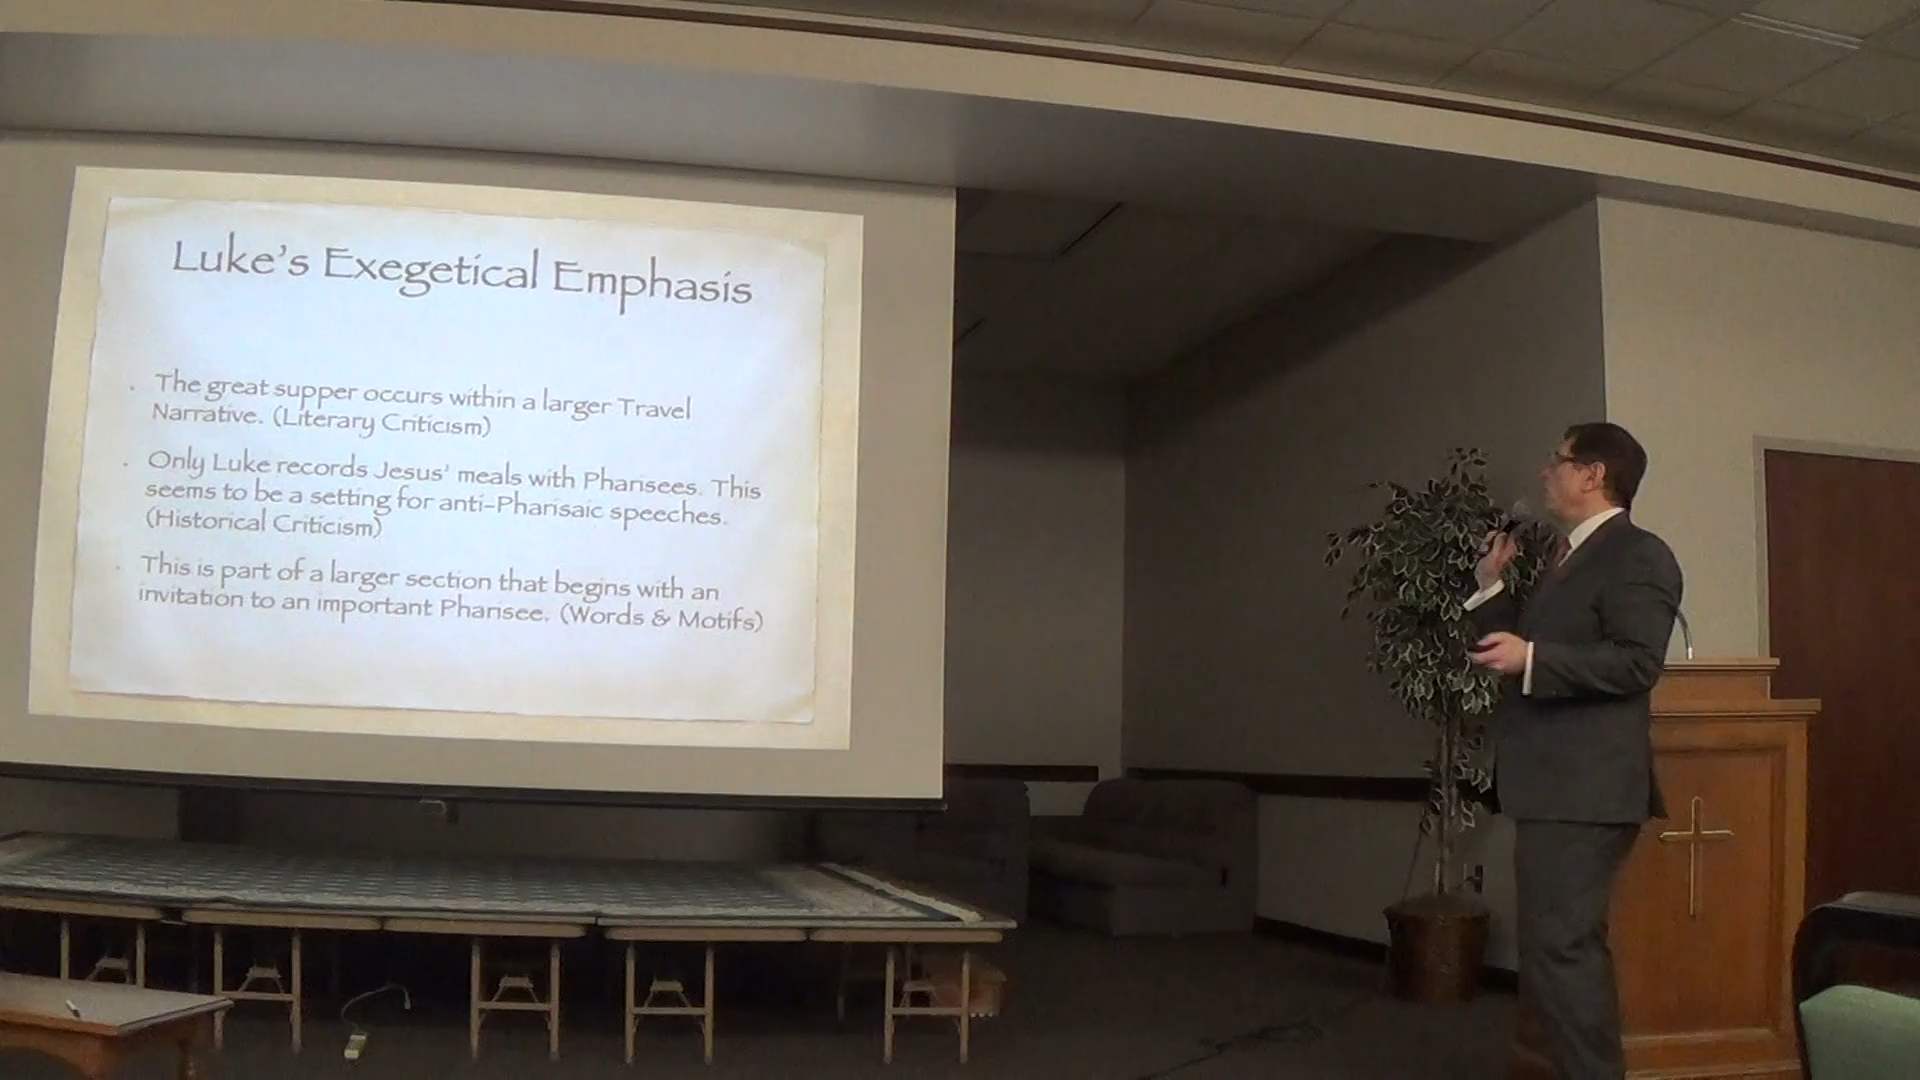 Luke's Exegetical Emphasis
The great supper occurs within a larger Travel
Narrative. (Literary Criticism)
Only Luke records Jesus' meals with Pharisees. This
seems to be a setting for anti-Pharisaic speeches.
(Historical Criticism)
This is part of a larger section that begins with an
invitation to an important Pharisee. (Words & Motifs)